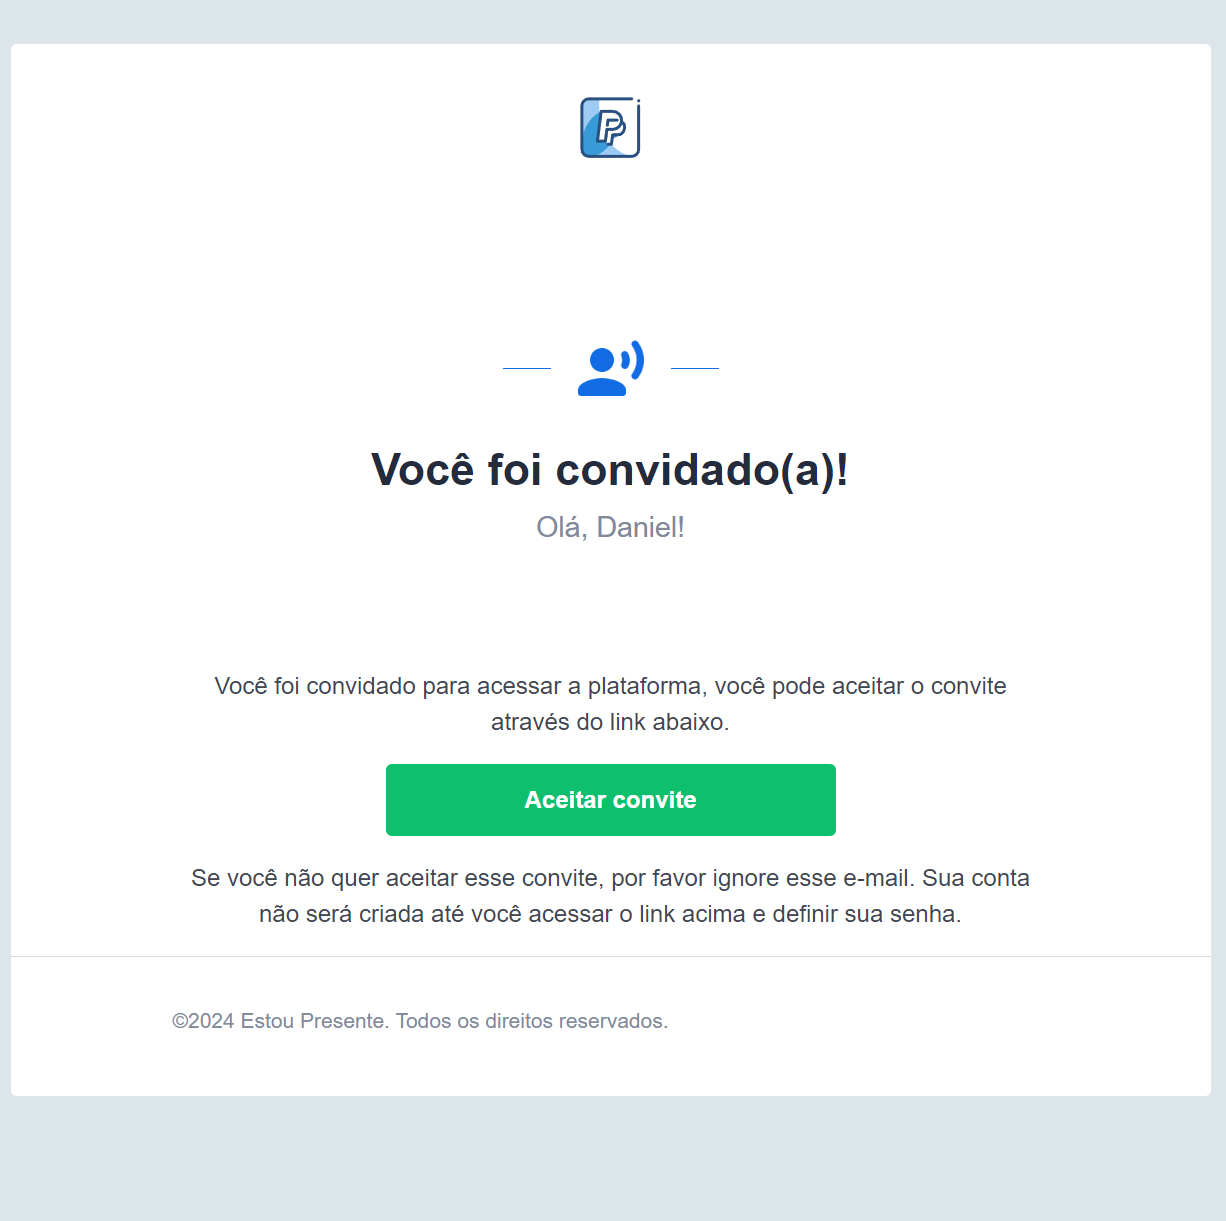 Você foi convidado(a)!
Olá, Daniel!
Você foi convidado para acessar a plataforma, você pode aceitar o convite
através do link abaixo.
Aceitar convite
Se você não quer aceitar esse convite, por favor ignore esse e-mail. Sua conta
não será criada até você acessar o link acima e definir sua senha.
©2024 Estou Presente. Todos os direitos reservados.